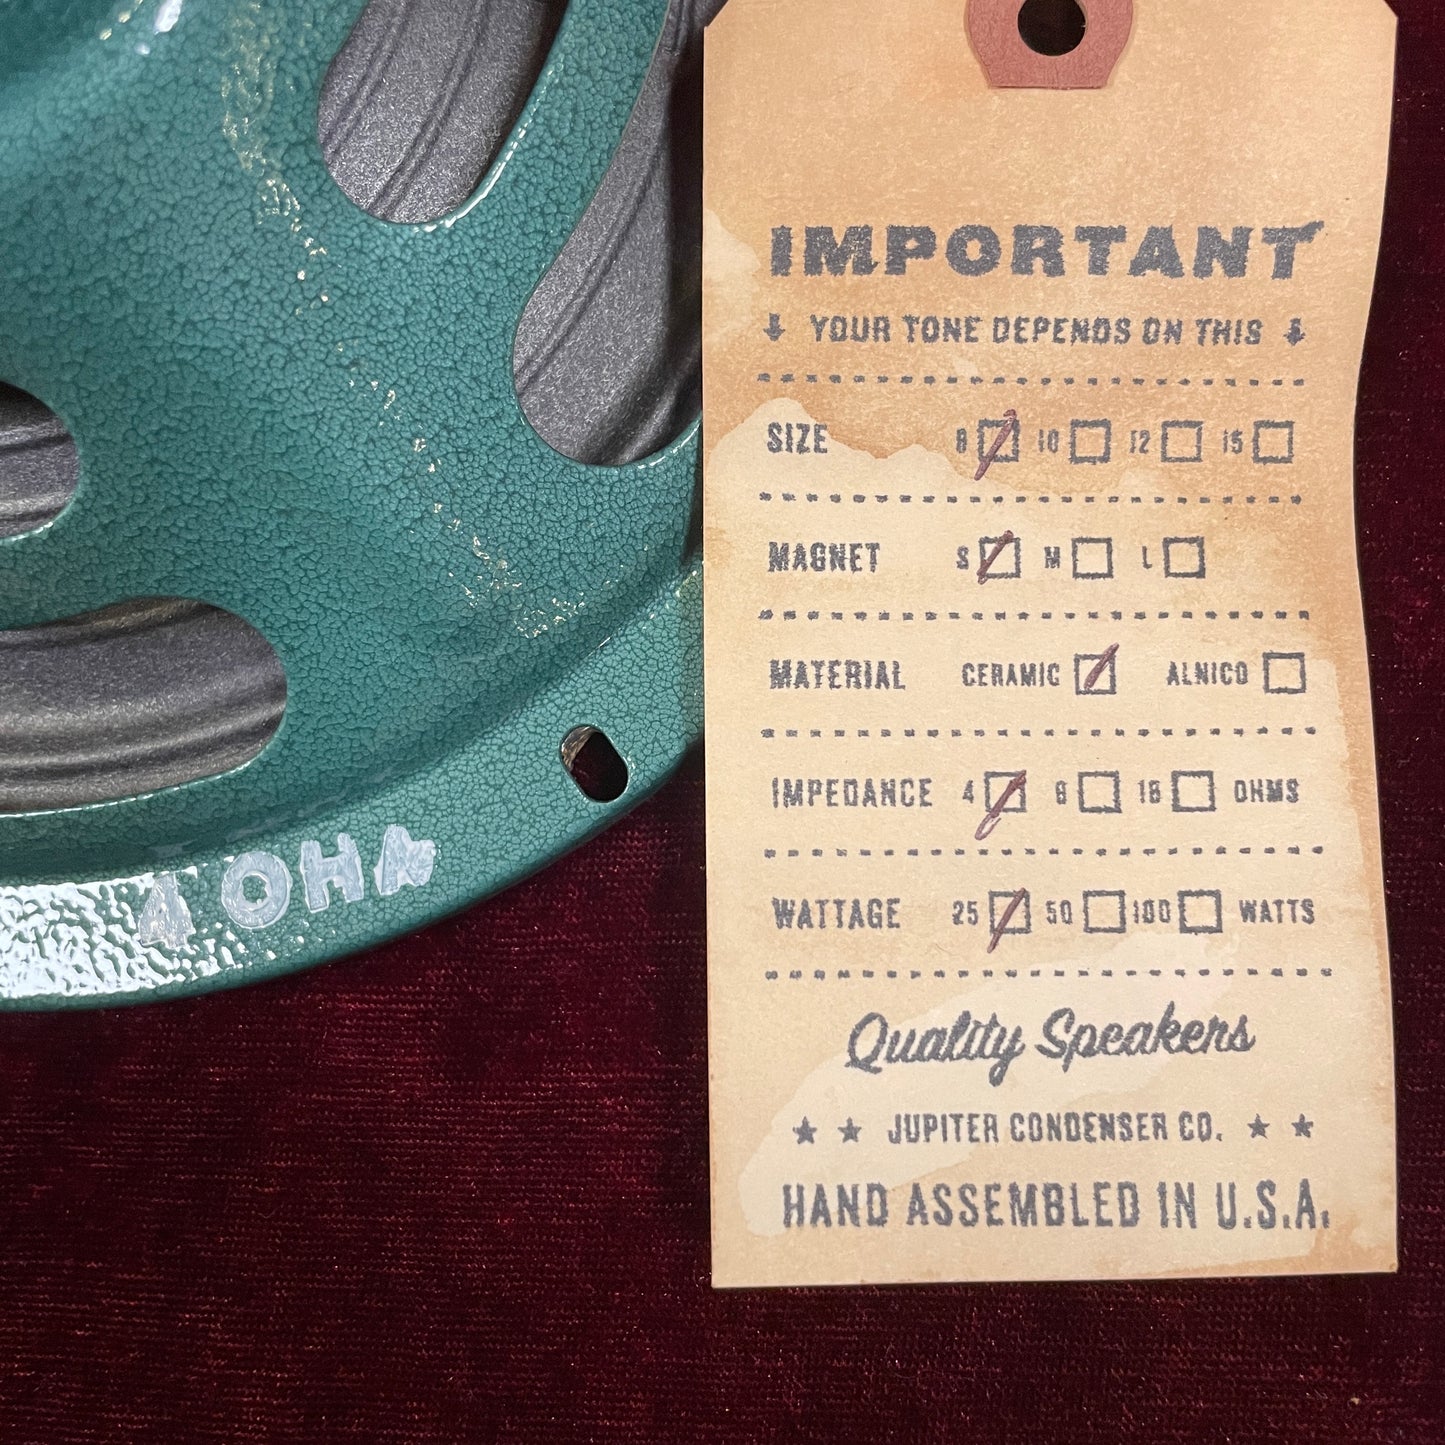 IMPORTANT
↓ YOUR TONE DEPENDS ON THIS ↓
SIZE 8 ☑ 10 ☐ 12 ☐ 15 ☐
MAGNET S ☑ M ☐ L ☐
MATERIAL CERAMIC ☑ ALNICO ☐
IMPEDANCE 4 ☑ 8 ☐ 16 ☐ OHMS
WATTAGE 25 ☑ 50 ☐ 100 ☐ WATTS
Quality Speakers
★ ★ JUPITER CONDENSER CO. ★ ★
HAND ASSEMBLED IN U.S.A.
4 OHM